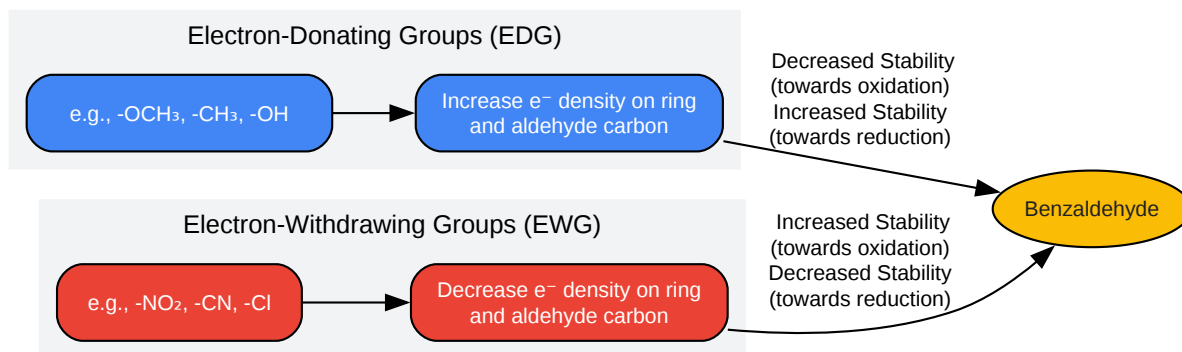 Electron-Donating Groups (EDG)
e.g., -OCH₃, -CH₃, -OH
Increase e⁻ density on ring
and aldehyde carbon
Decreased Stability
(towards oxidation)
Increased Stability
(towards reduction)
Benzaldehyde
Electron-Withdrawing Groups (EWG)
e.g., -NO₂, -CN, -Cl
Decrease e⁻ density on ring
and aldehyde carbon
Increased Stability
(towards oxidation)
Decreased Stability
(towards reduction)